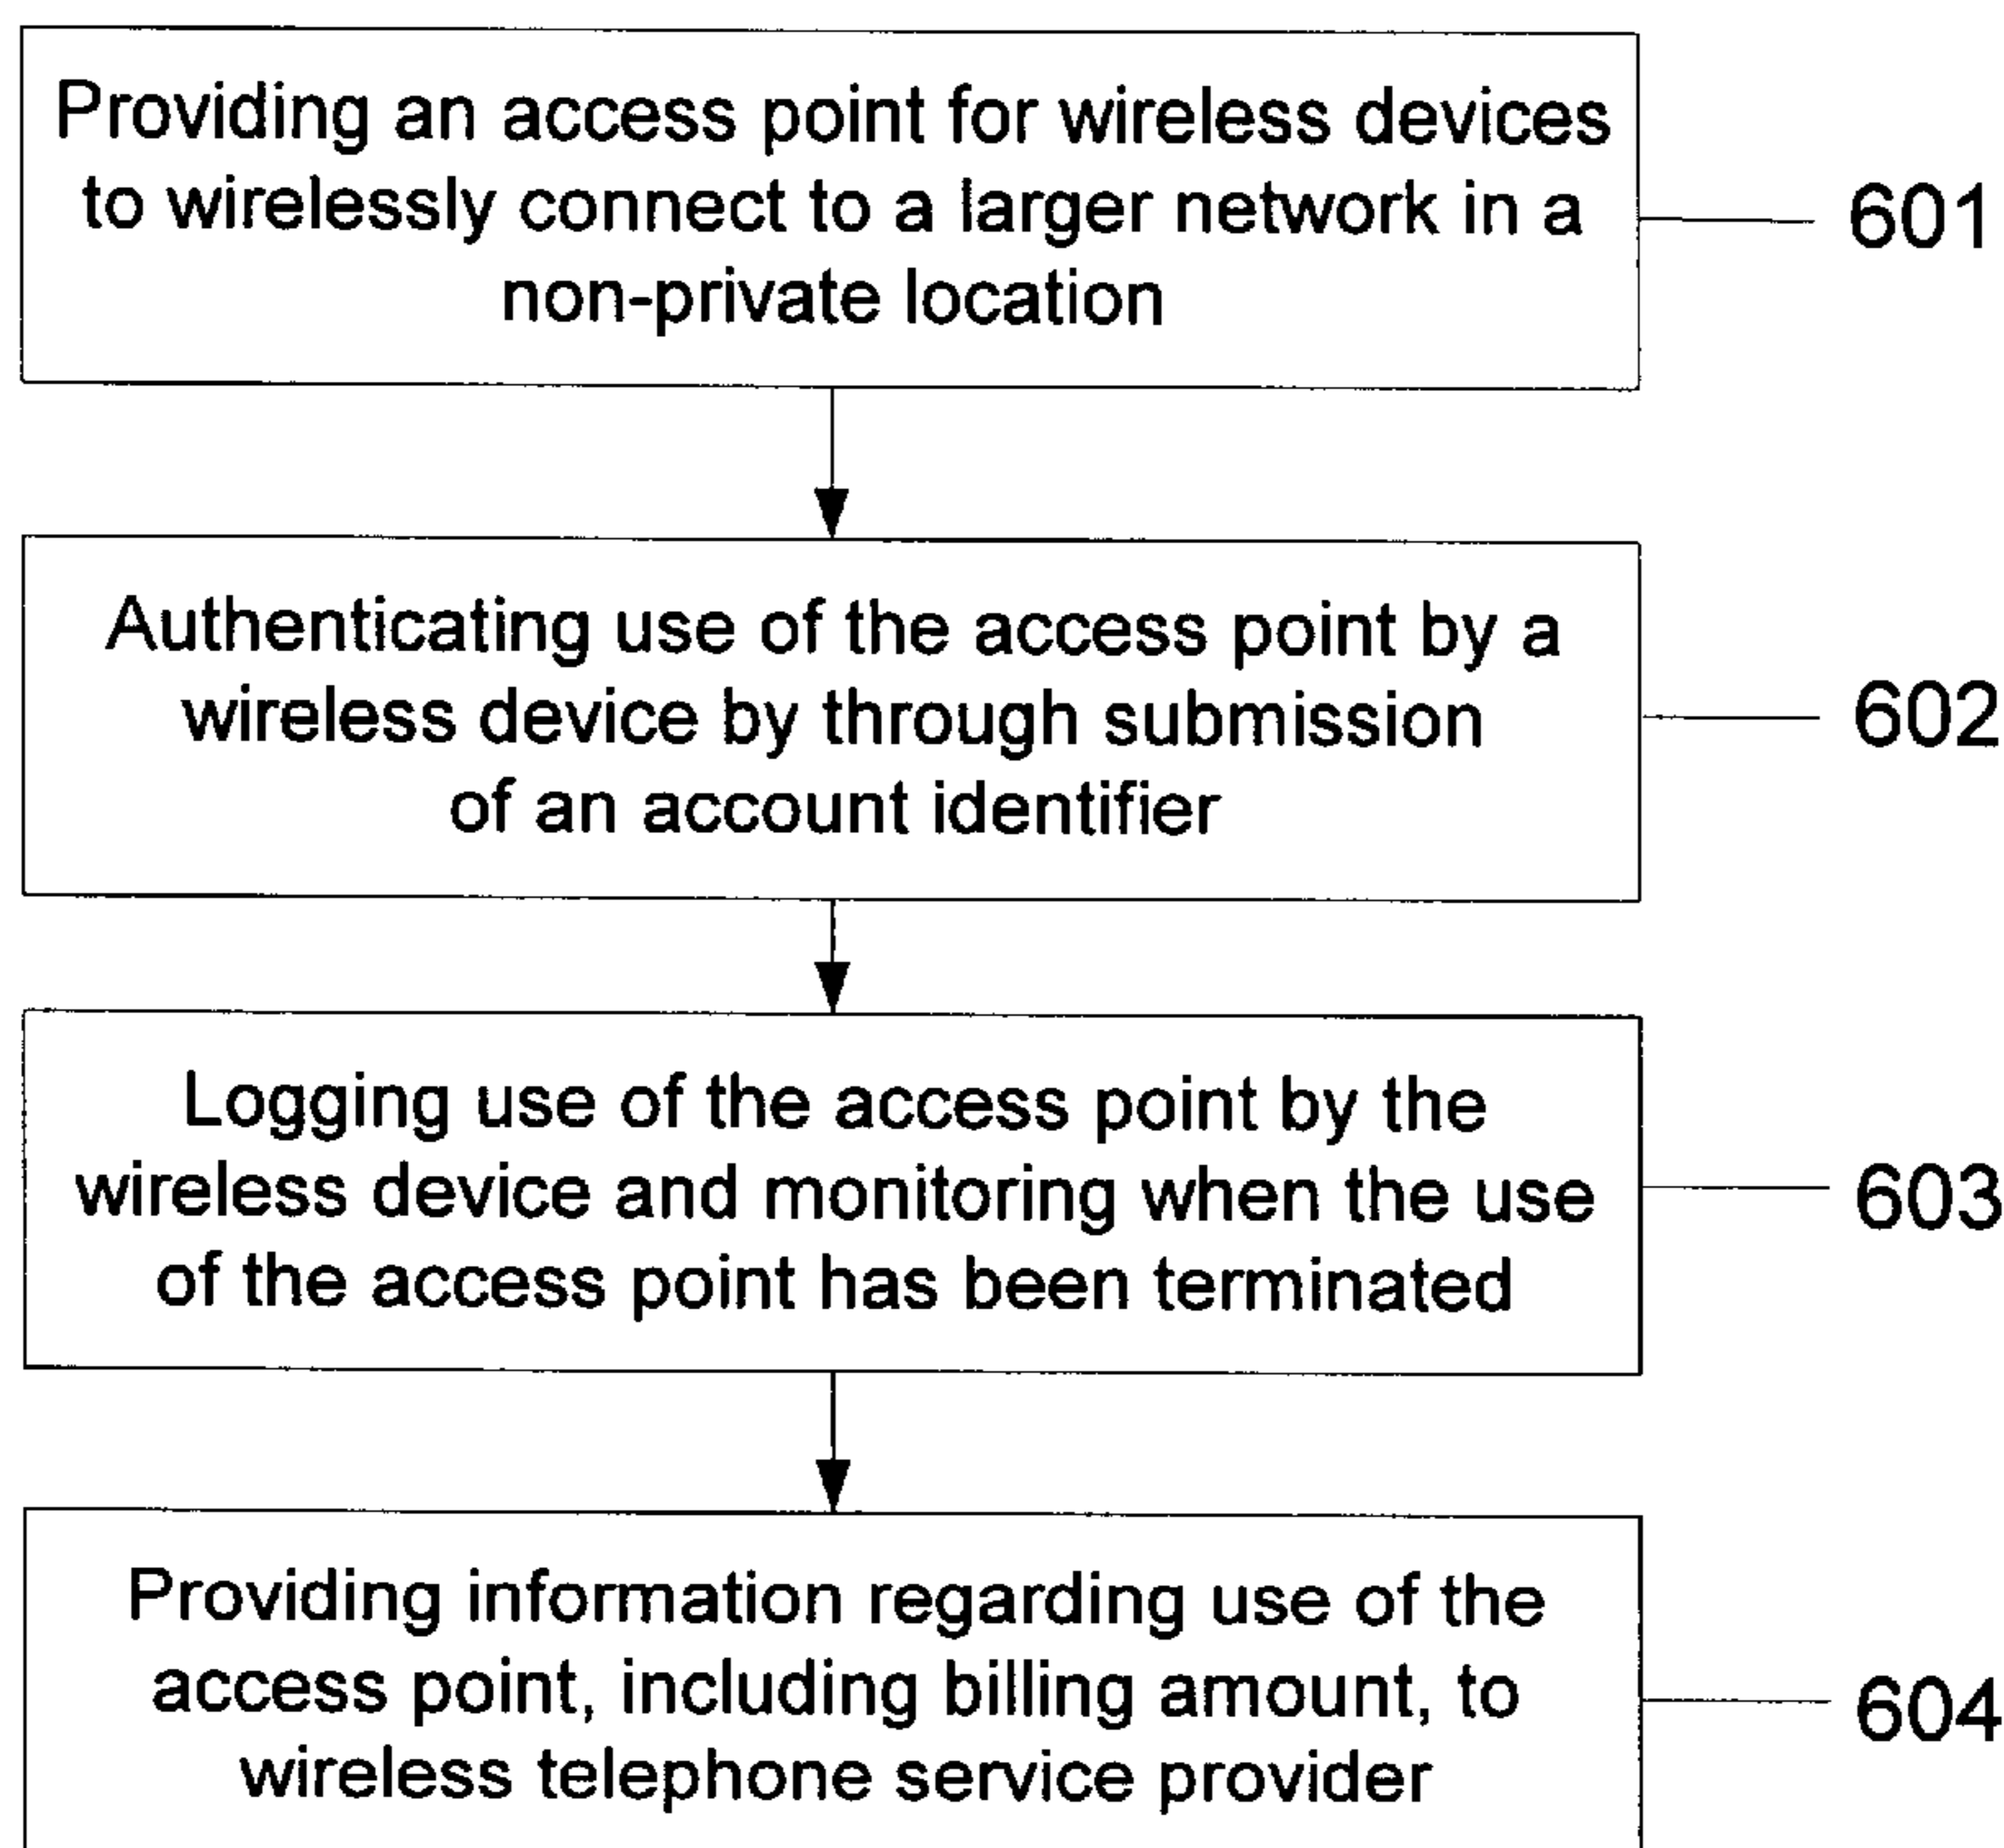 Providing an access point for wireless devices
to wirelessly connect to a larger network in a
non-private location
601
Authenticating use of the access point by a
wireless device by through submission
of an account identifier
602
Logging use of the access point by the
wireless device and monitoring when the use
of the access point has been terminated
603
Providing information regarding use of the
access point, including billing amount, to
wireless telephone service provider
604